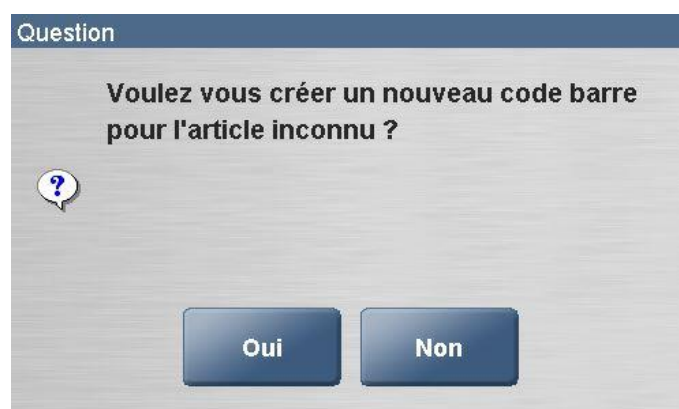 Question
Voulez vous créer un nouveau code barre
pour l'article inconnu ?
?
Oui
Non